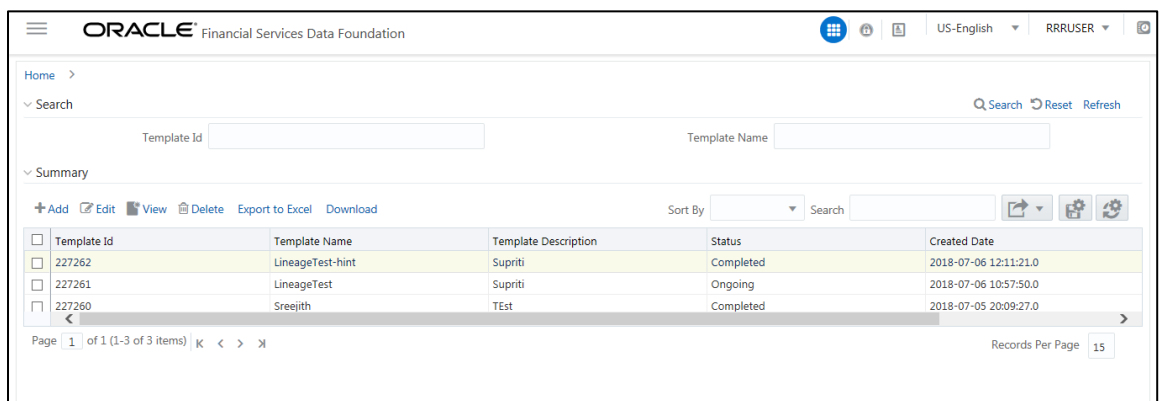 ORACLE Financial Services Data Foundation US-English RRRUSER
Home >
Search Search Reset Refresh
Template Id Template Name
Summary
Add Edit View Delete Export to Excel Download Sort By Search
Template Id Template Name Template Description Status Created Date
227262 LineageTest-hint Supriti Completed 2018-07-06 12:11:21.0
227261 LineageTest Supriti Ongoing 2018-07-06 10:57:50.0
227260 Sreejith TEst Completed 2018-07-05 20:09:27.0
Page 1 of 1 (1-3 of 3 items) Records Per Page 15